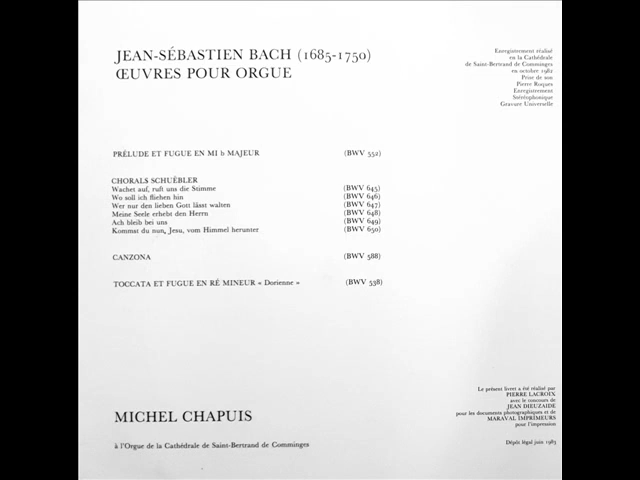 JEAN-SÉBASTIEN BACH (1685-1750)
ŒUVRES POUR ORGUE
Enregistrement réalisé
en la Cathédrale
de Saint-Bertrand de Comminges
en octobre 1982
Prise de son
Pierre Roques
Enregistrement
Stéréophonique
Gravure Universelle
PRÉLUDE ET FUGUE EN MI b MAJEUR (BWV 552)
CHORALS SCHUËBLER
Wachet auf, ruft uns die Stimme (BWV 645)
Wo soll ich fliehen hin (BWV 646)
Wer nur den lieben Gott lässt walten (BWV 647)
Meine Seele erhebt den Herrn (BWV 648)
Ach bleib bei uns (BWV 649)
Kommst du nun, Jesu, vom Himmel herunter (BWV 650)
CANZONA (BWV 588)
TOCCATA ET FUGUE EN RÉ MINEUR « Dorienne » (BWV 538)
MICHEL CHAPUIS
à l'Orgue de la Cathédrale de Saint-Bertrand de Comminges
Le présent livret a été réalisé par
PIERRE LACROIX
avec le concours de
JEAN DIEUZAIDE
pour les documents photographiques et de
MARAVAL IMPRIMEURS
pour l'impression
Dépôt légal juin 1983